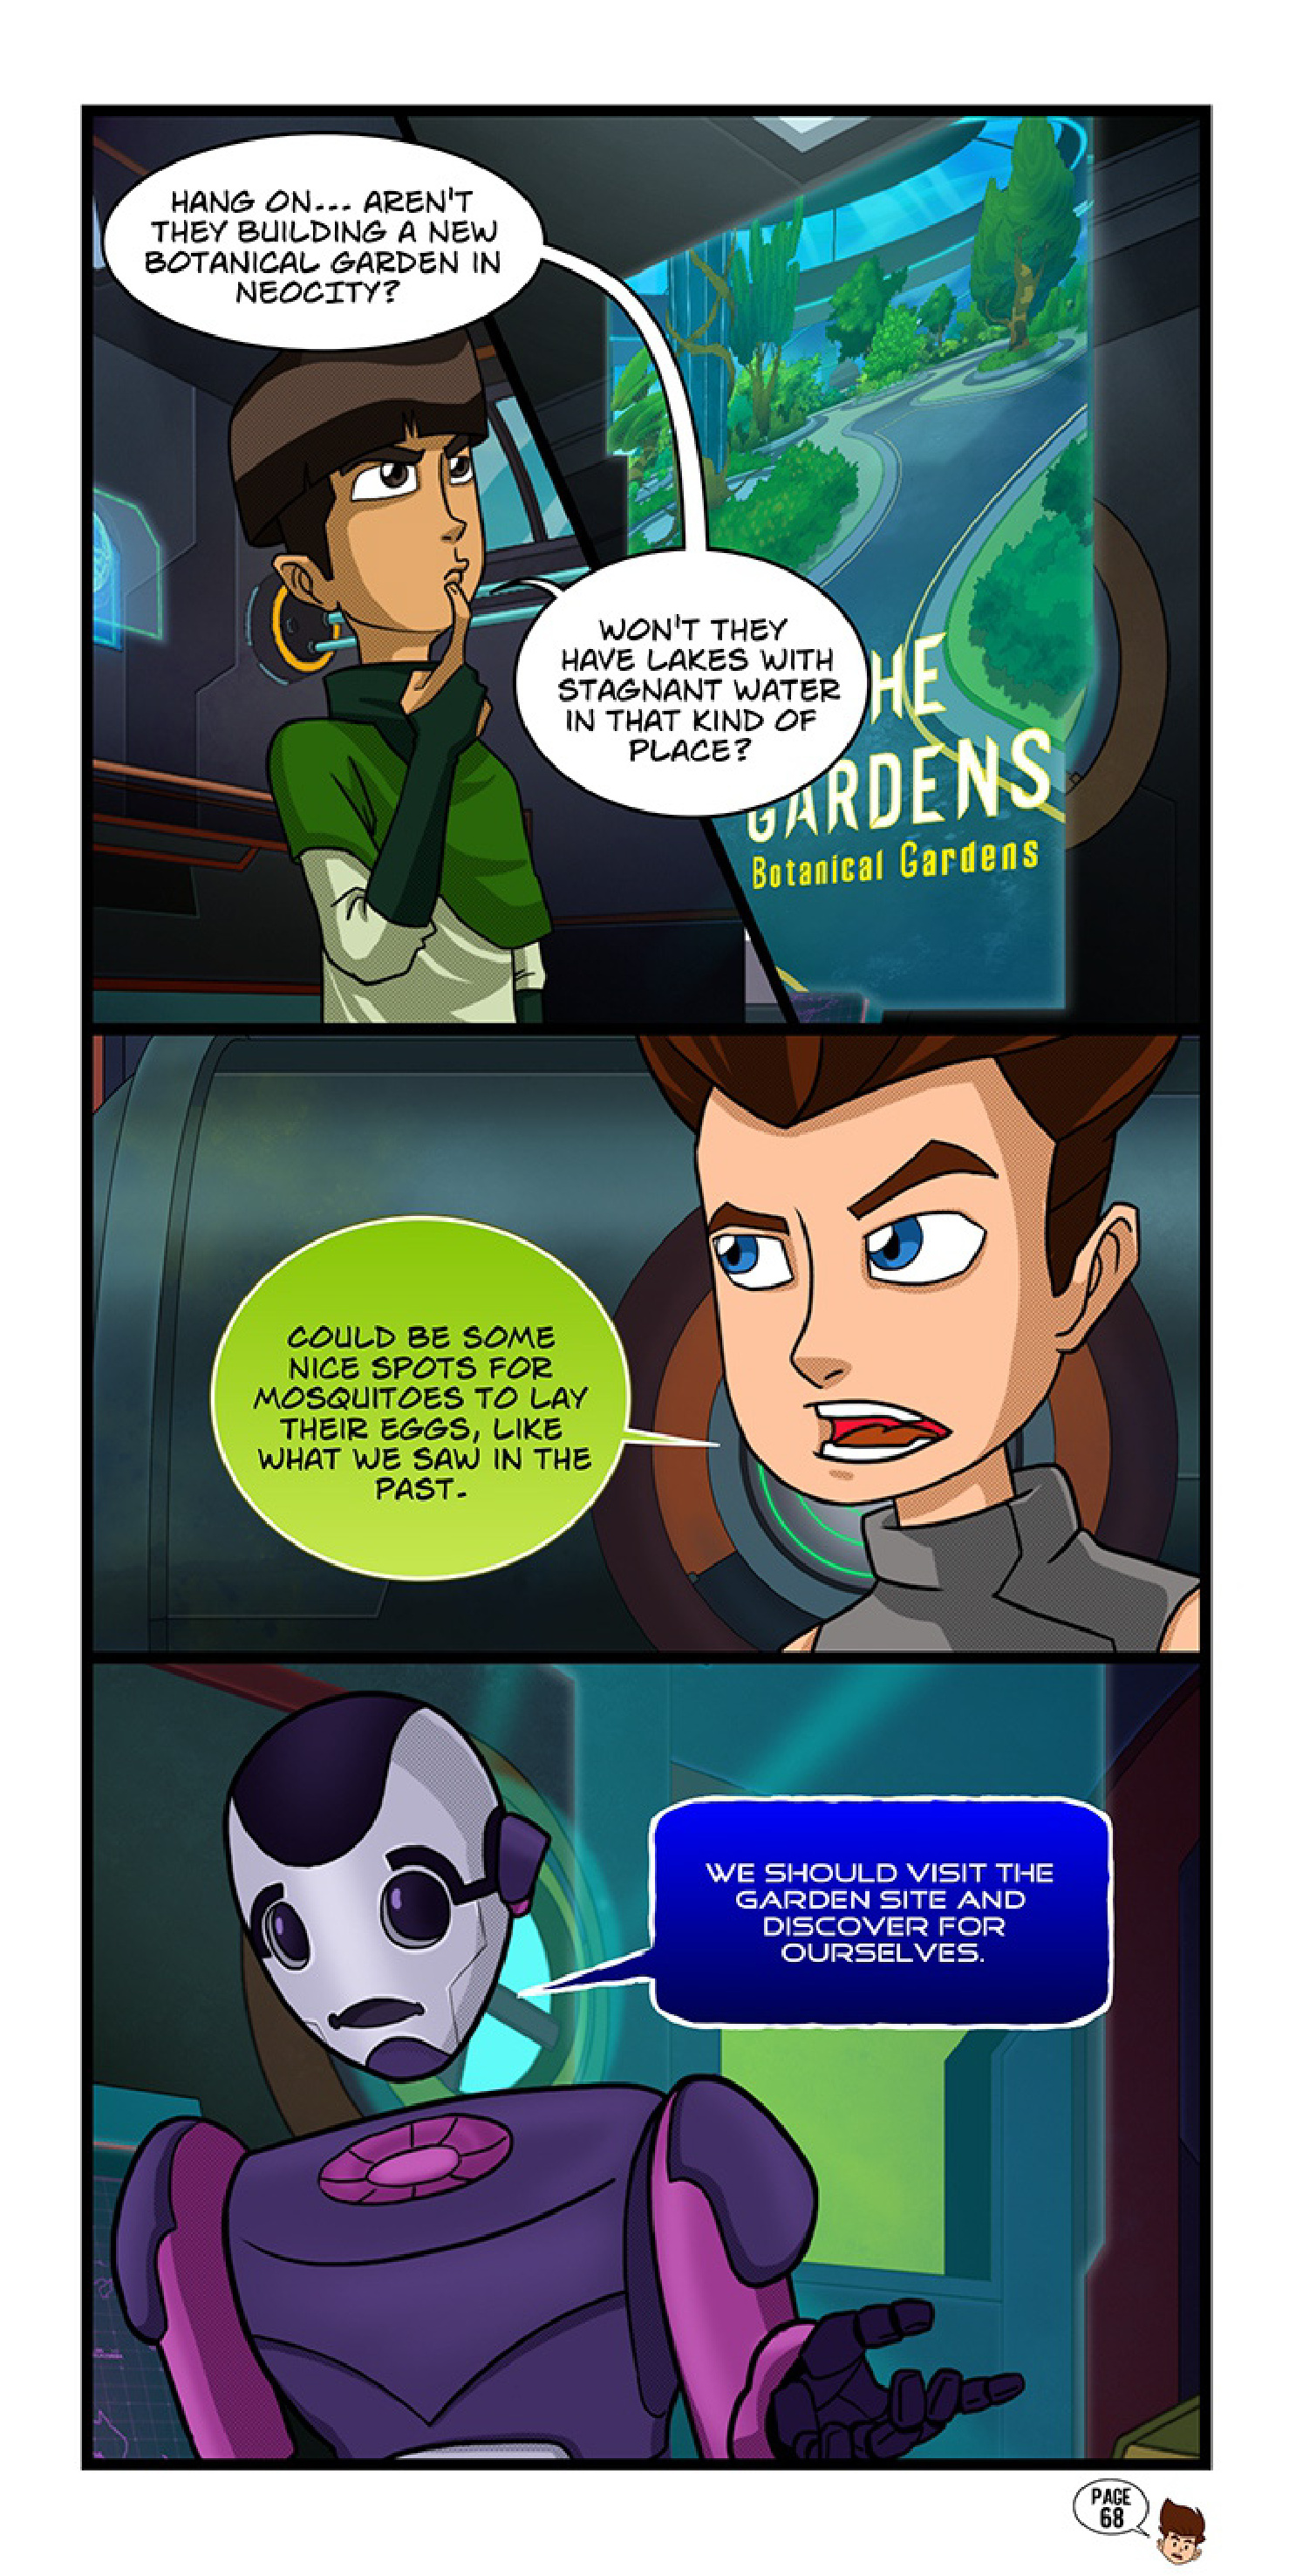 HANG ON... AREN'T
THEY BUILDING A NEW
BOTANICAL GARDEN IN
NEOCITY?
WON'T THEY
HAVE LAKES WITH
STAGNANT WATER
IN THAT KIND OF
PLACE?
HE
GARDENS
Botanical Gardens
COULD BE SOME
NICE SPOTS FOR
MOSQUITOES TO LAY
THEIR EGGS, LIKE
WHAT WE SAW IN THE
PAST.
WE SHOULD VISIT THE
GARDEN SITE AND
DISCOVER FOR
OURSELVES.
PAGE
68